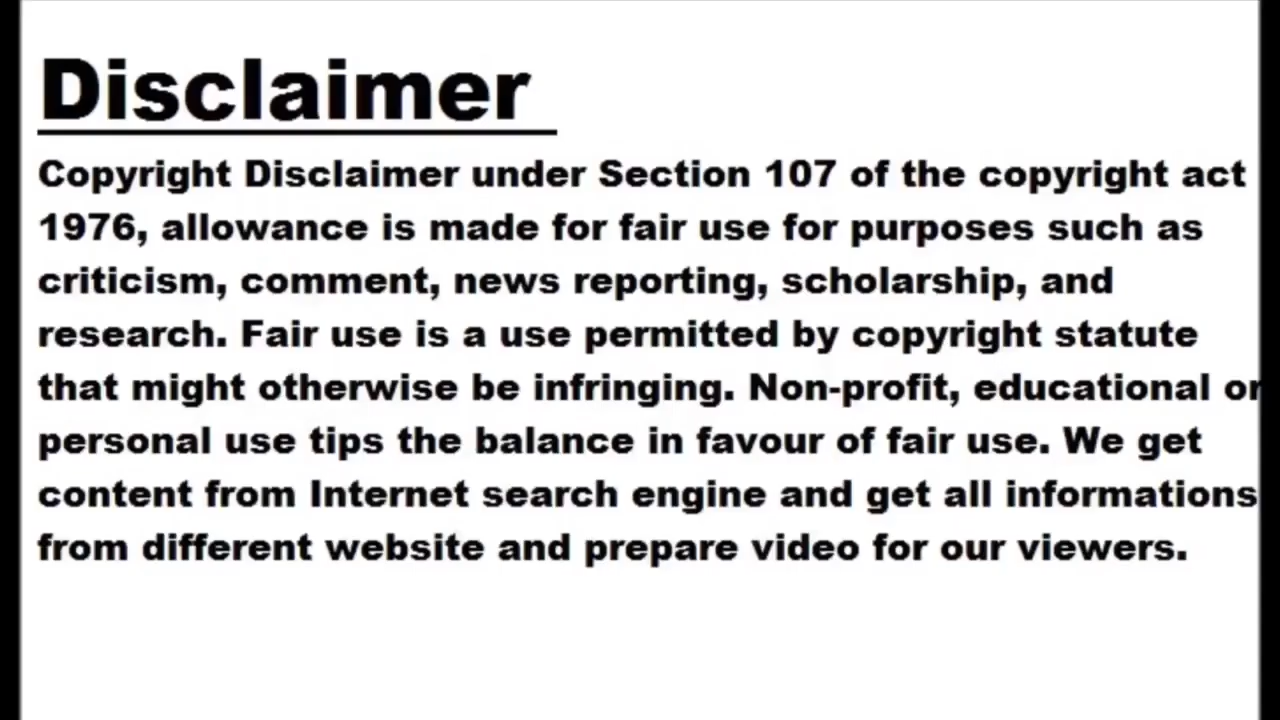 Disclaimer
Copyright Disclaimer under Section 107 of the copyright act
1976, allowance is made for fair use for purposes such as
criticism, comment, news reporting, scholarship, and
research. Fair use is a use permitted by copyright statute
that might otherwise be infringing. Non-profit, educational or
personal use tips the balance in favour of fair use. We get
content from Internet search engine and get all informations
from different website and prepare video for our viewers.